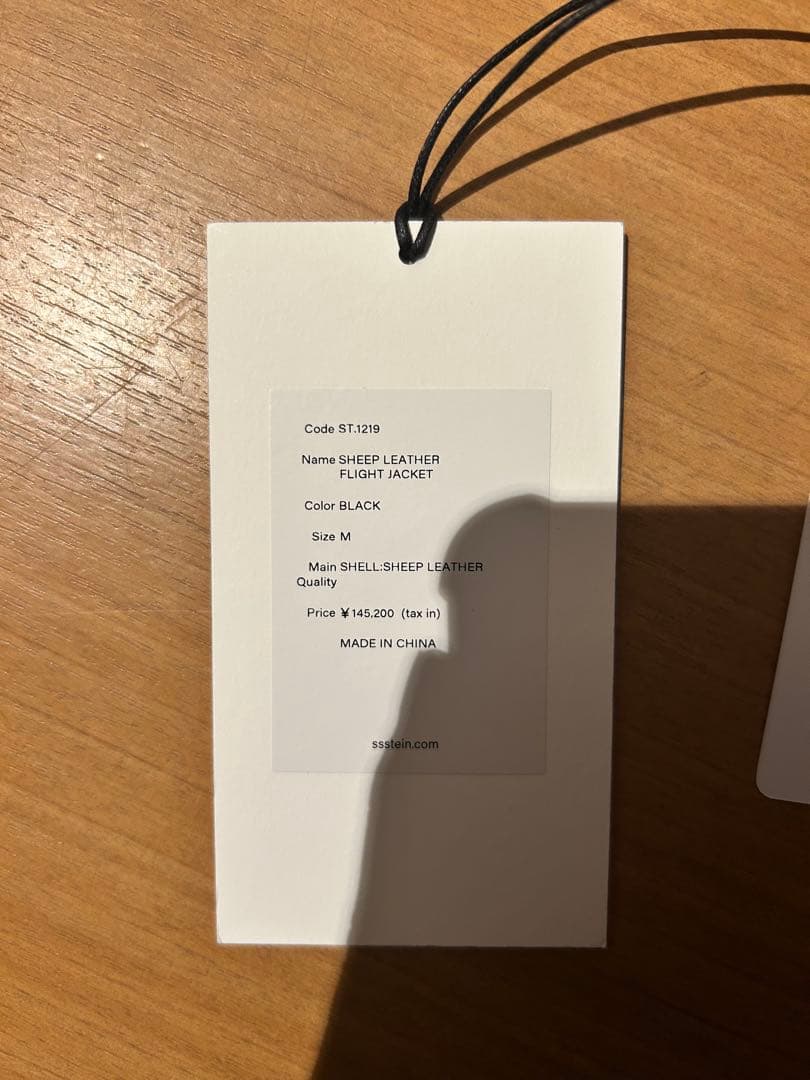 Code ST.1219
Name SHEEP LEATHER
FLIGHT JACKET
Color BLACK
Size M
Main SHELL:SHEEP LEATHER
Quality
Price ¥145,200 (tax in)
MADE IN CHINA
ssstein.com